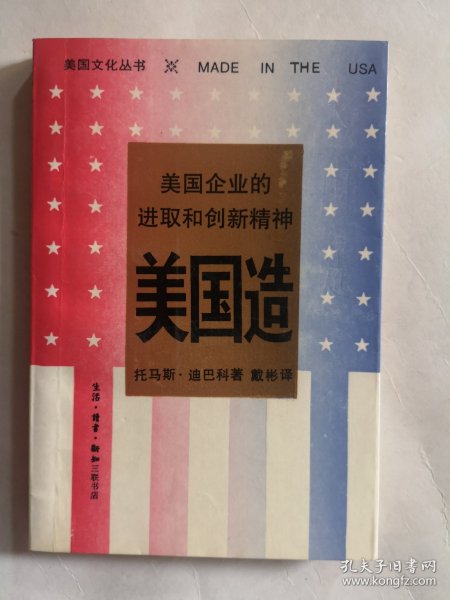 美国文化丛书 ※ MADE IN THE USA
美国企业的
进取和创新精神
美国造
托马斯·迪巴科著 戴彬译
生活·读书·新知三联书店
孔夫子旧书网
www.kongfz.com